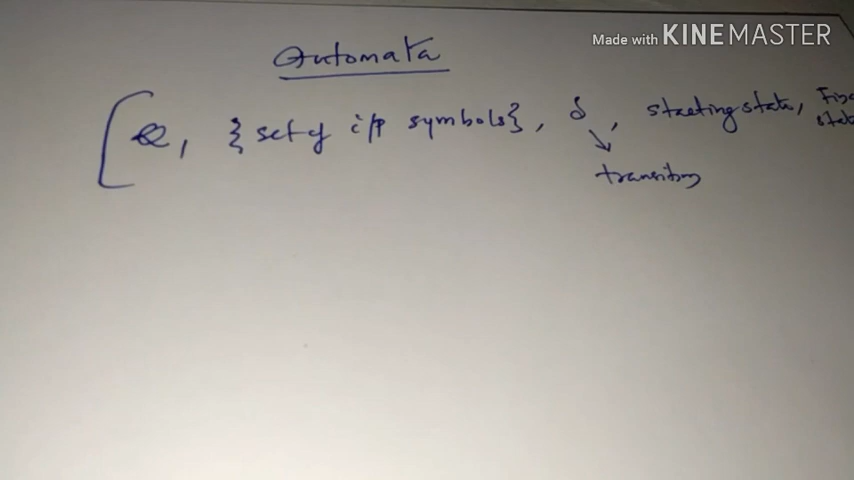 Made with KINEMASTER
Automata
[Q, {set of i/p symbols}, δ, starting state,
transition